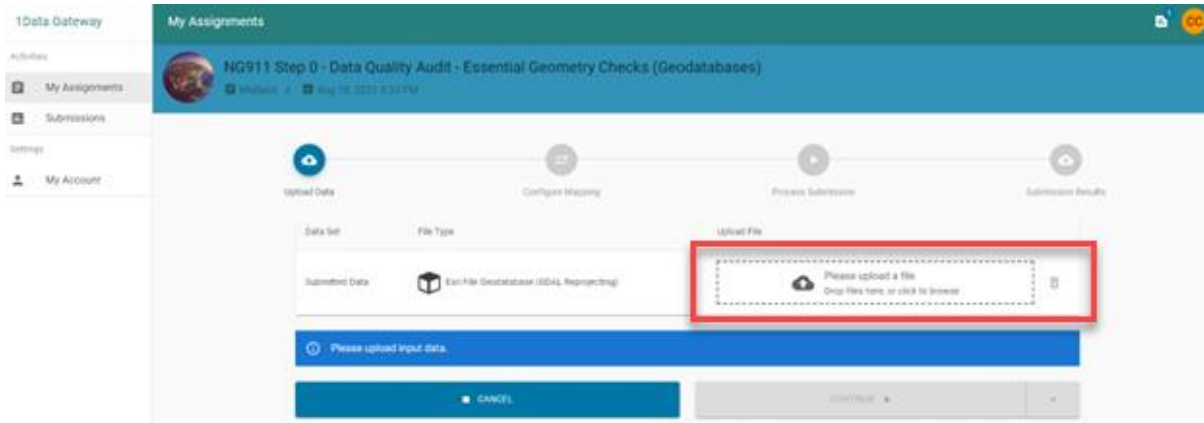 1Data Gateway
My Assignments
Activities
My Assignments
Submissions
Settings
My Account
NG911 Step 0 - Data Quality Audit - Essential Geometry Checks (Geodatabases)
Midland
Upload Data
Configure Mapping
Process Submission
Submission Results
Data Set
File Type
Upload File
Submitted Data
Esri File Geodatabase (GDAL Reprojecting)
Please upload a file
Drop files here, or click to browse
Please upload input data.
CANCEL
CONTINUE
CC